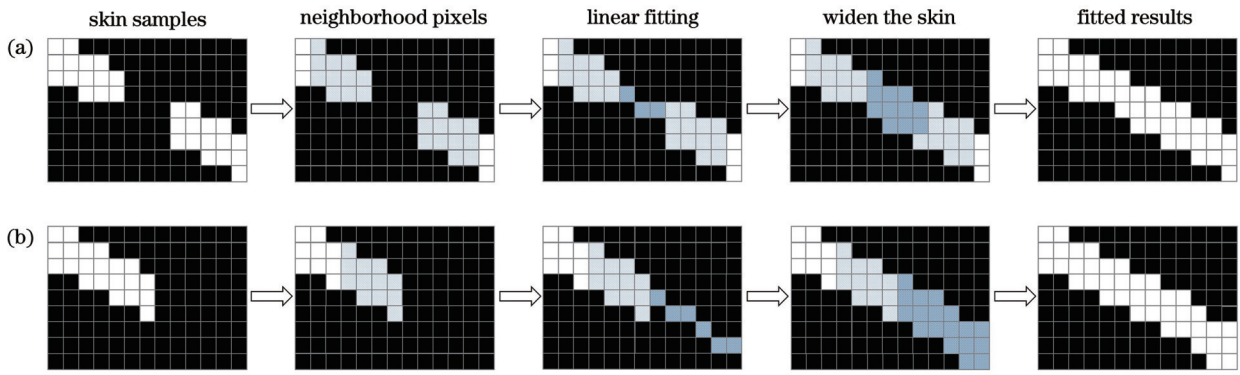 skin samples
neighborhood pixels
linear fitting
widen the skin
fitted results
(a)
(b)